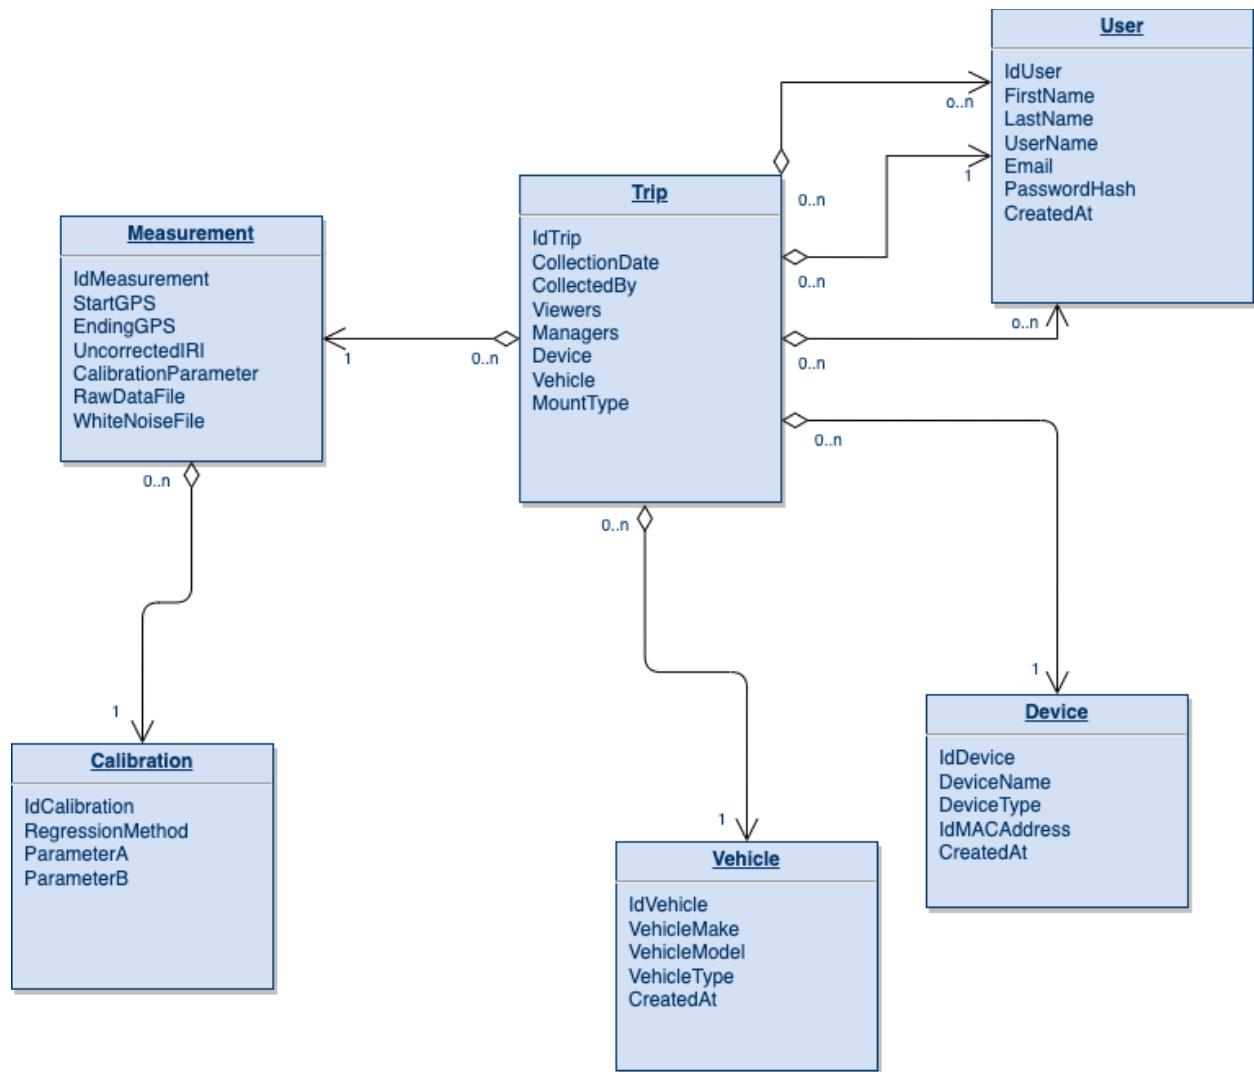 User
IdUser
FirstName
LastName
UserName
Email
PasswordHash
CreatedAt
o..n
1
o..n
Trip
IdTrip
CollectionDate
CollectedBy
Viewers
Managers
Device
Vehicle
MountType
0..n
0..n
0..n
0..n
0..n
0..n
Measurement
IdMeasurement
StartGPS
EndingGPS
UncorrectedIRI
CalibrationParameter
RawDataFile
WhiteNoiseFile
1
0..n
1
Calibration
IdCalibration
RegressionMethod
ParameterA
ParameterB
1
Vehicle
IdVehicle
VehicleMake
VehicleModel
VehicleType
CreatedAt
1
Device
IdDevice
DeviceName
DeviceType
IdMACAddress
CreatedAt